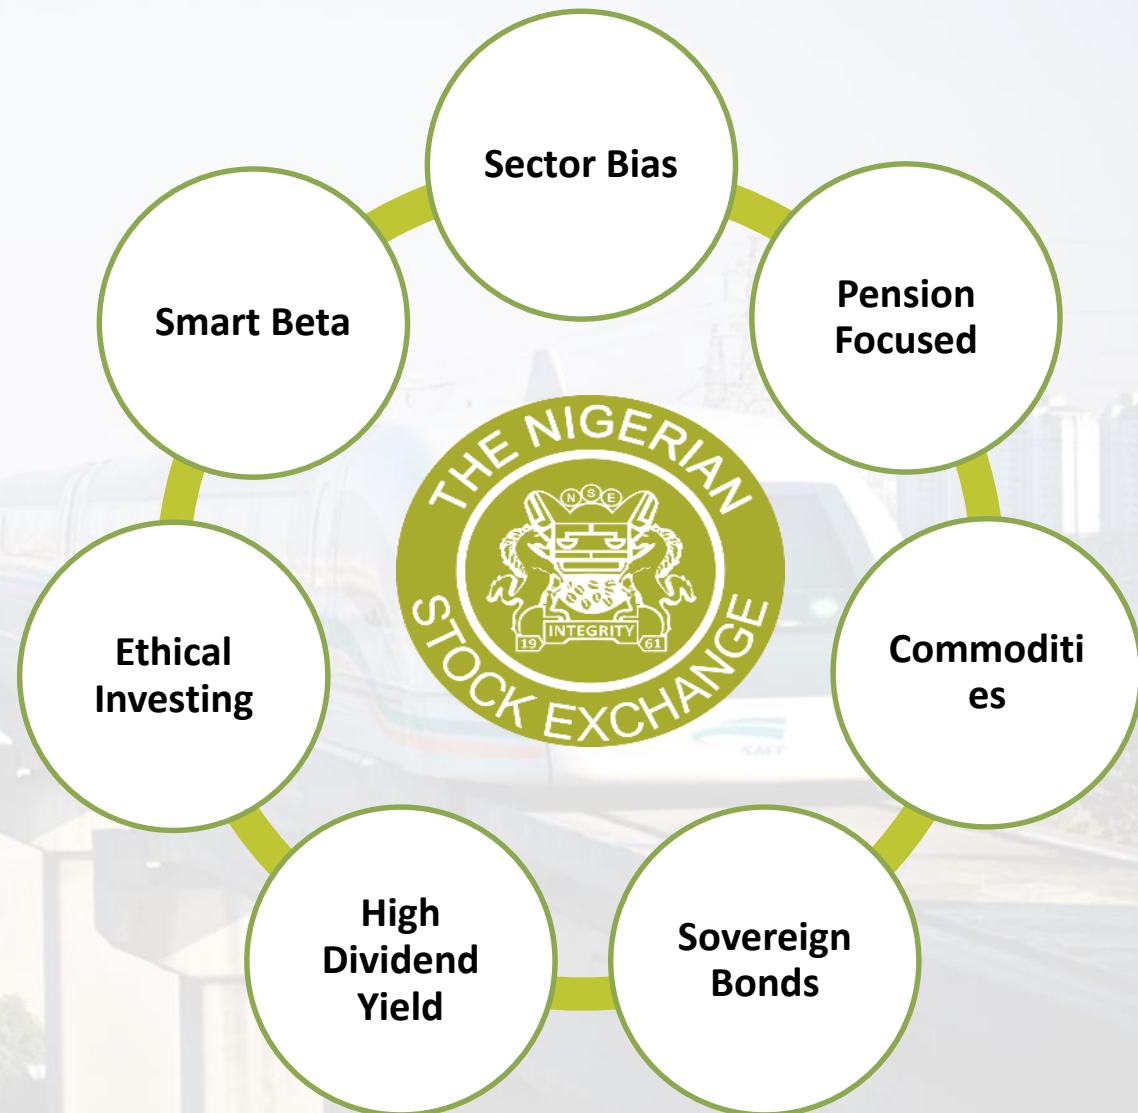 Sector Bias
Pension
Focused
Commoditi
es
Sovereign
Bonds
High
Dividend
Yield
Ethical
Investing
Smart Beta
THE NIGERIAN
STOCK EXCHANGE
N S E
INTEGRITY
19 61
SMT